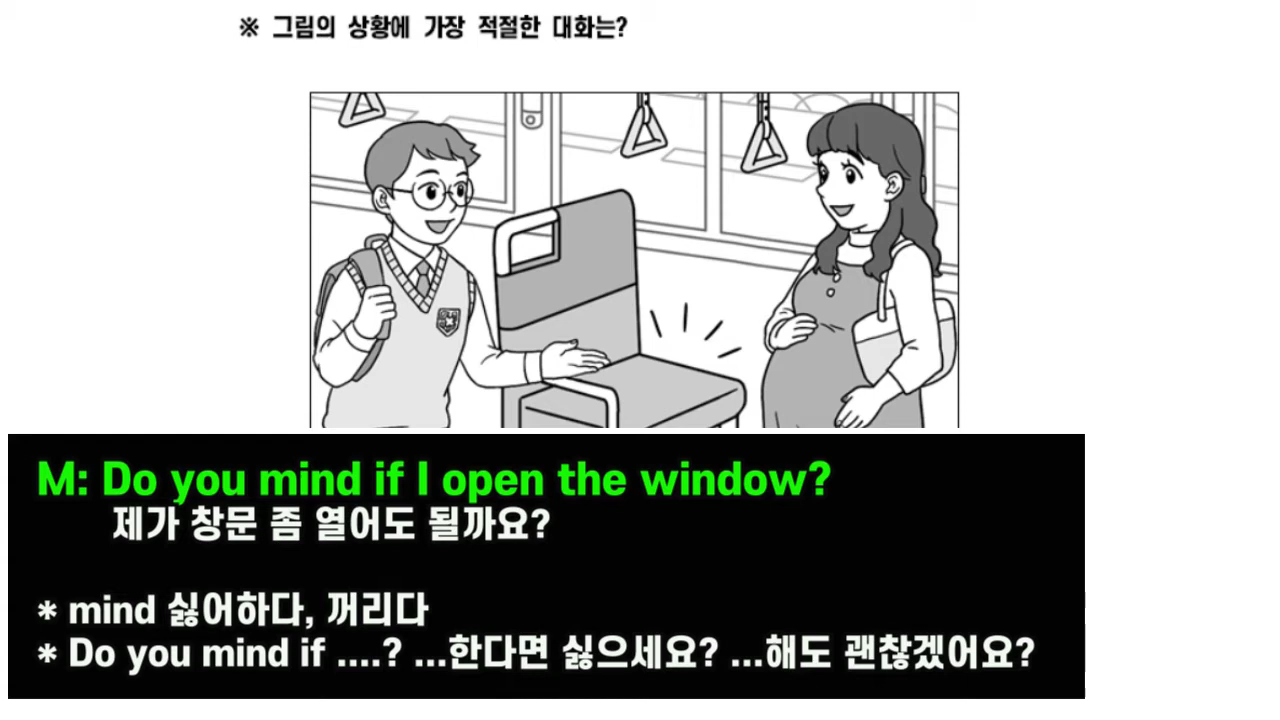 ※ 그림의 상황에 가장 적절한 대화는?
M: Do you mind if I open the window?
제가 창문 좀 열어도 될까요?
* mind 싫어하다, 꺼리다
* Do you mind if ....? ...한다면 싫으세요? ...해도 괜찮겠어요?